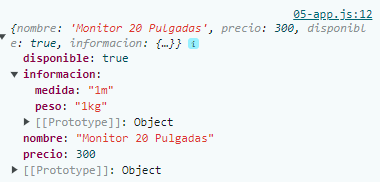 05-app.js:12
{nombre: 'Monitor 20 Pulgadas', precio: 300, disponibl
e: true, informacion: {…}} i
disponible: true
informacion:
medida: "1m"
peso: "1kg"
[[Prototype]]: Object
nombre: "Monitor 20 Pulgadas"
precio: 300
[[Prototype]]: Object